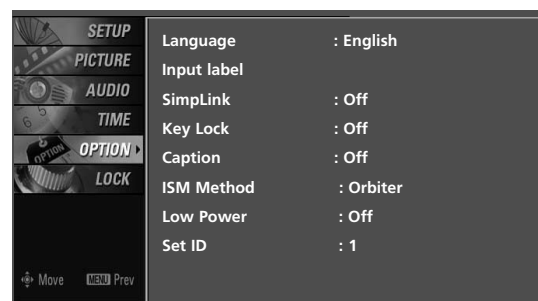 SETUP
PICTURE
AUDIO
TIME
OPTION
LOCK
Move MENU Prev
Language : English
Input label
SimpLink : Off
Key Lock : Off
Caption : Off
ISM Method : Orbiter
Low Power : Off
Set ID : 1